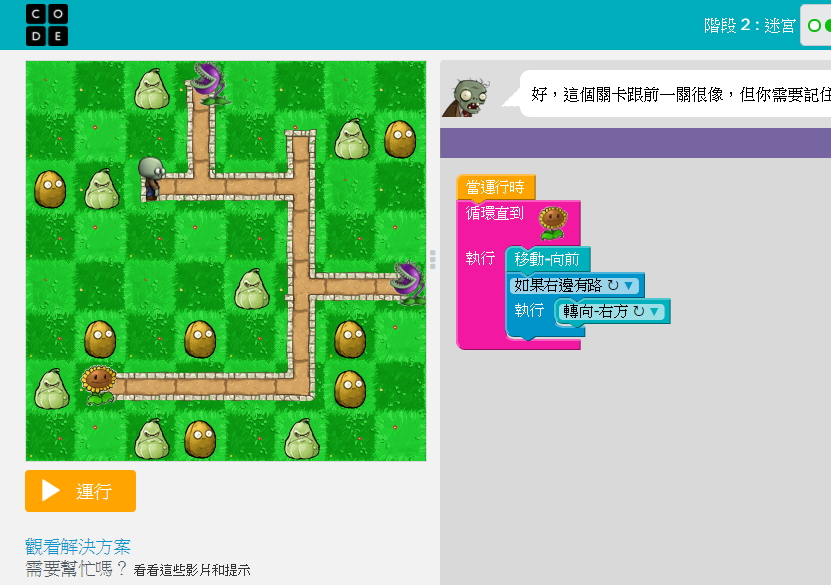 C O
D E
階段 2 : 迷宮
好，這個關卡跟前一關很像，但你需要記住
當運行時
循環直到
執行 移動-向前
如果右邊有路 ↻ ▼
執行 轉向-右方 ↻ ▼
運行
觀看解決方案
需要幫忙嗎？ 看看這些影片和提示